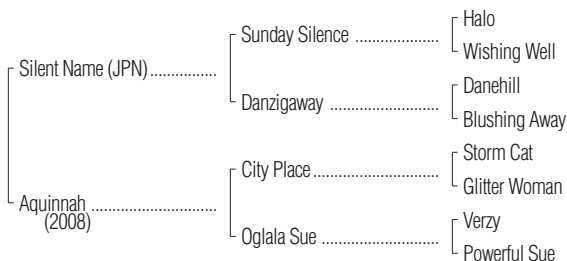 Halo
Sunday Silence ....................
Wishing Well
Silent Name (JPN)................
Danehill
Danzigaway ..........................
Blushing Away
Storm Cat
City Place..............................
Glitter Woman
Aquinnah ..............................
(2008)
Verzy
Oglala Sue ............................
Powerful Sue